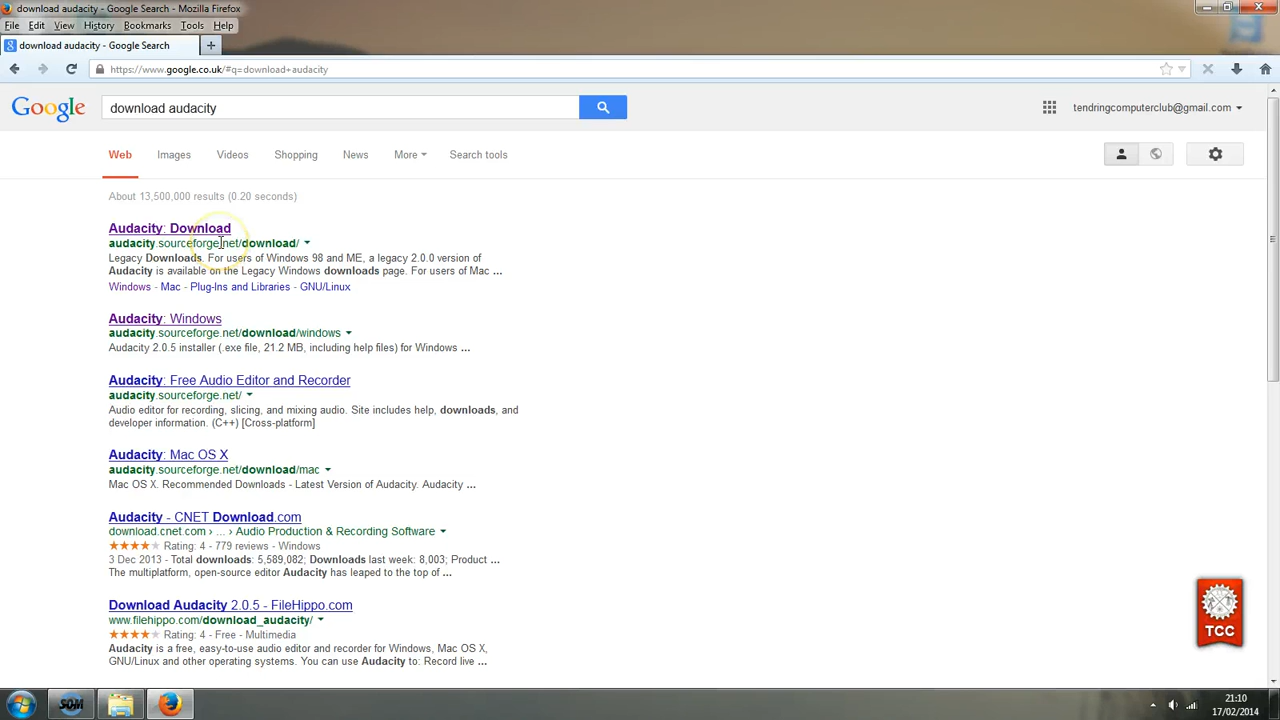 download audacity - Google Search - Mozilla Firefox
File Edit View History Bookmarks Tools Help
download audacity - Google Search
https://www.google.co.uk/#q=download+audacity
Google download audacity tendringcomputerclub@gmail.com
Web Images Videos Shopping News More Search tools
About 13,500,000 results (0.20 seconds)
Audacity: Download
audacity.sourceforge.net/download/
Legacy Downloads. For users of Windows 98 and ME, a legacy 2.0.0 version of
Audacity is available on the Legacy Windows downloads page. For users of Mac ...
Windows - Mac - Plug-Ins and Libraries - GNU/Linux
Audacity: Windows
audacity.sourceforge.net/download/windows
Audacity 2.0.5 installer (.exe file, 21.2 MB, including help files) for Windows ...
Audacity: Free Audio Editor and Recorder
audacity.sourceforge.net/
Audio editor for recording, slicing, and mixing audio. Site includes help, downloads, and
developer information. (C++) [Cross-platform]
Audacity: Mac OS X
audacity.sourceforge.net/download/mac
Mac OS X. Recommended Downloads - Latest Version of Audacity. Audacity ...
Audacity - CNET Download.com
download.cnet.com › ... › Audio Production & Recording Software
Rating: 4 - 779 reviews - Windows
3 Dec 2013 - Total downloads: 5,589,082; Downloads last week: 8,003; Product ...
The multiplatform, open-source editor Audacity has leaped to the top of ...
Download Audacity 2.0.5 - FileHippo.com
www.filehippo.com/download_audacity/
Rating: 4 - Free - Multimedia
Audacity is a free, easy-to-use audio editor and recorder for Windows, Mac OS X,
GNU/Linux and other operating systems. You can use Audacity to: Record live ...
TCC
SOM
21:10
17/02/2014